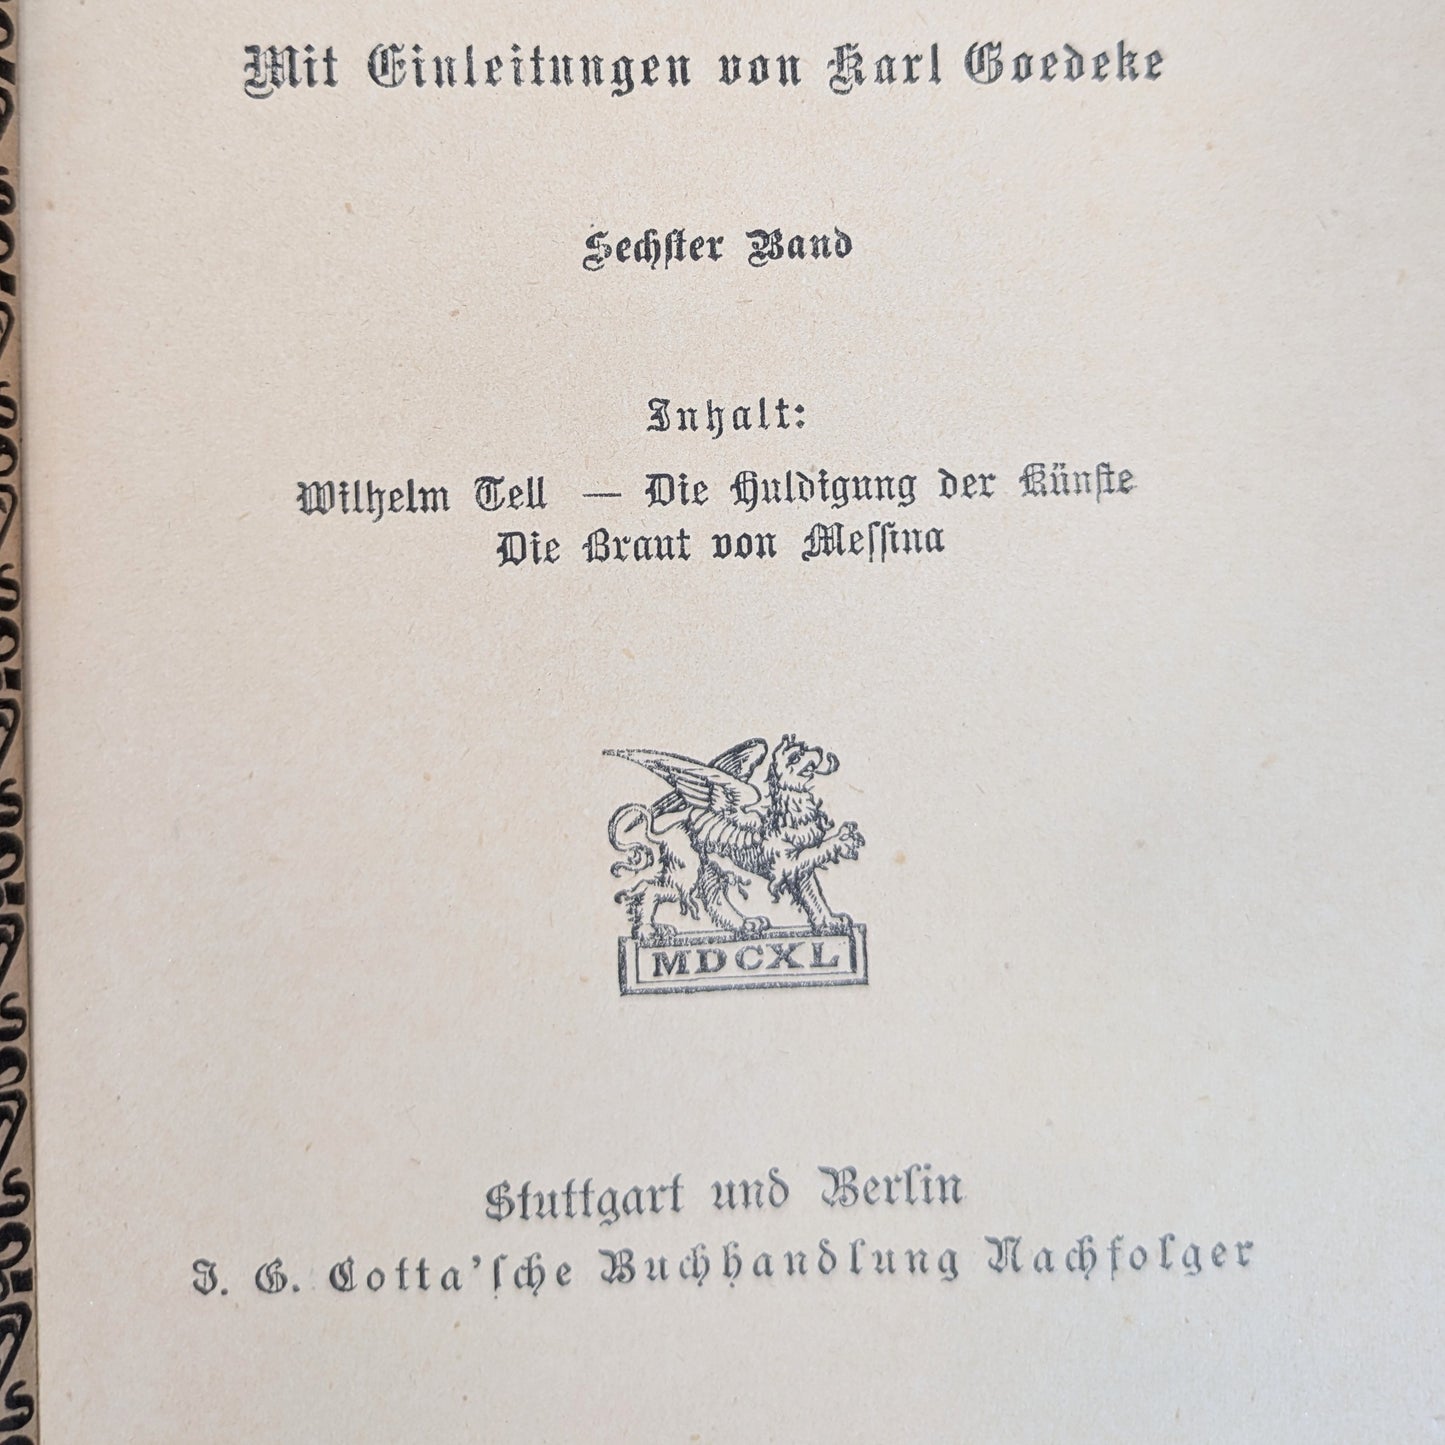 Mit Einleitungen von Karl Goedeke
Sechster Band
Inhalt:
Wilhelm Tell — Die Huldigung der Künste
Die Braut von Messina
MDCXL
Stuttgart und Berlin
J. G. Cotta'sche Buchhandlung Nachfolger